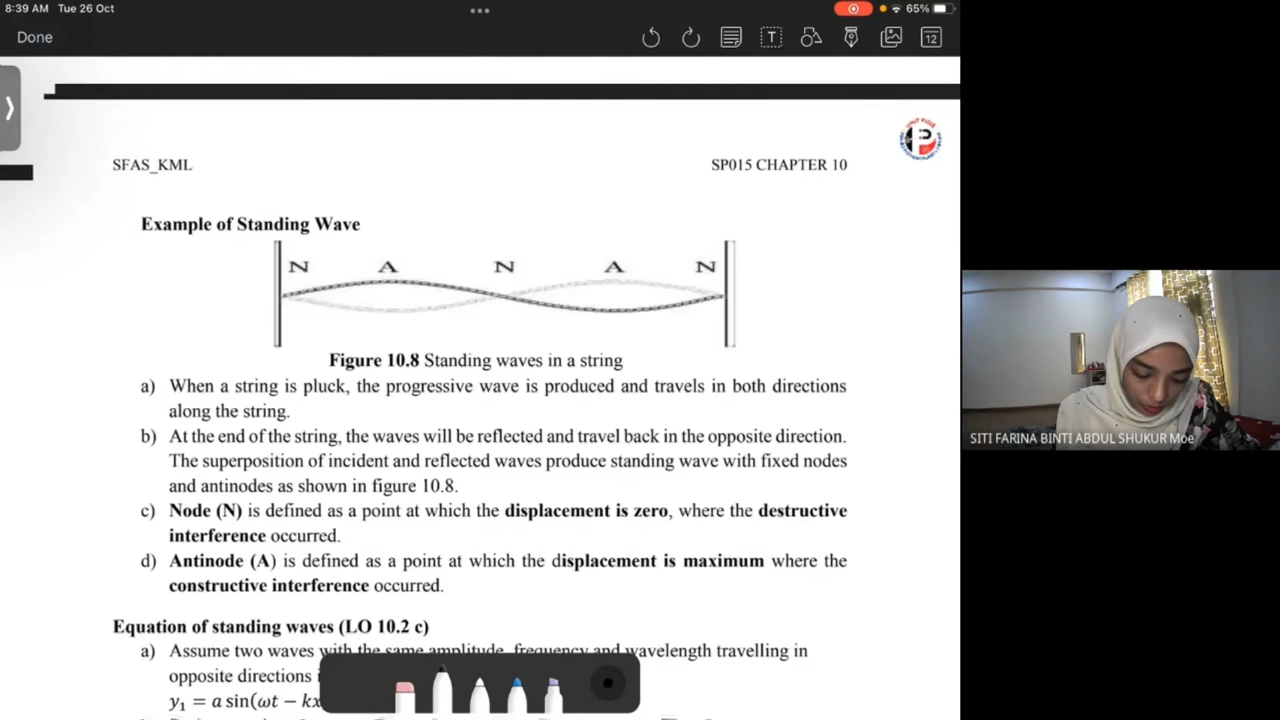 8:39 AM Tue 26 Oct
65%
Done
T
12
SFAS_KML
SP015 CHAPTER 10
Example of Standing Wave
N A N A N
Figure 10.8 Standing waves in a string
a) When a string is pluck, the progressive wave is produced and travels in both directions
along the string.
b) At the end of the string, the waves will be reflected and travel back in the opposite direction.
The superposition of incident and reflected waves produce standing wave with fixed nodes
and antinodes as shown in figure 10.8.
c) Node (N) is defined as a point at which the displacement is zero, where the destructive
interference occurred.
d) Antinode (A) is defined as a point at which the displacement is maximum where the
constructive interference occurred.
Equation of standing waves (LO 10.2 c)
a) Assume two waves with the same amplitude, frequency and wavelength travelling in
opposite directions
y₁ = a sin(ωt − kx
SITI FARINA BINTI ABDUL SHUKUR Moe